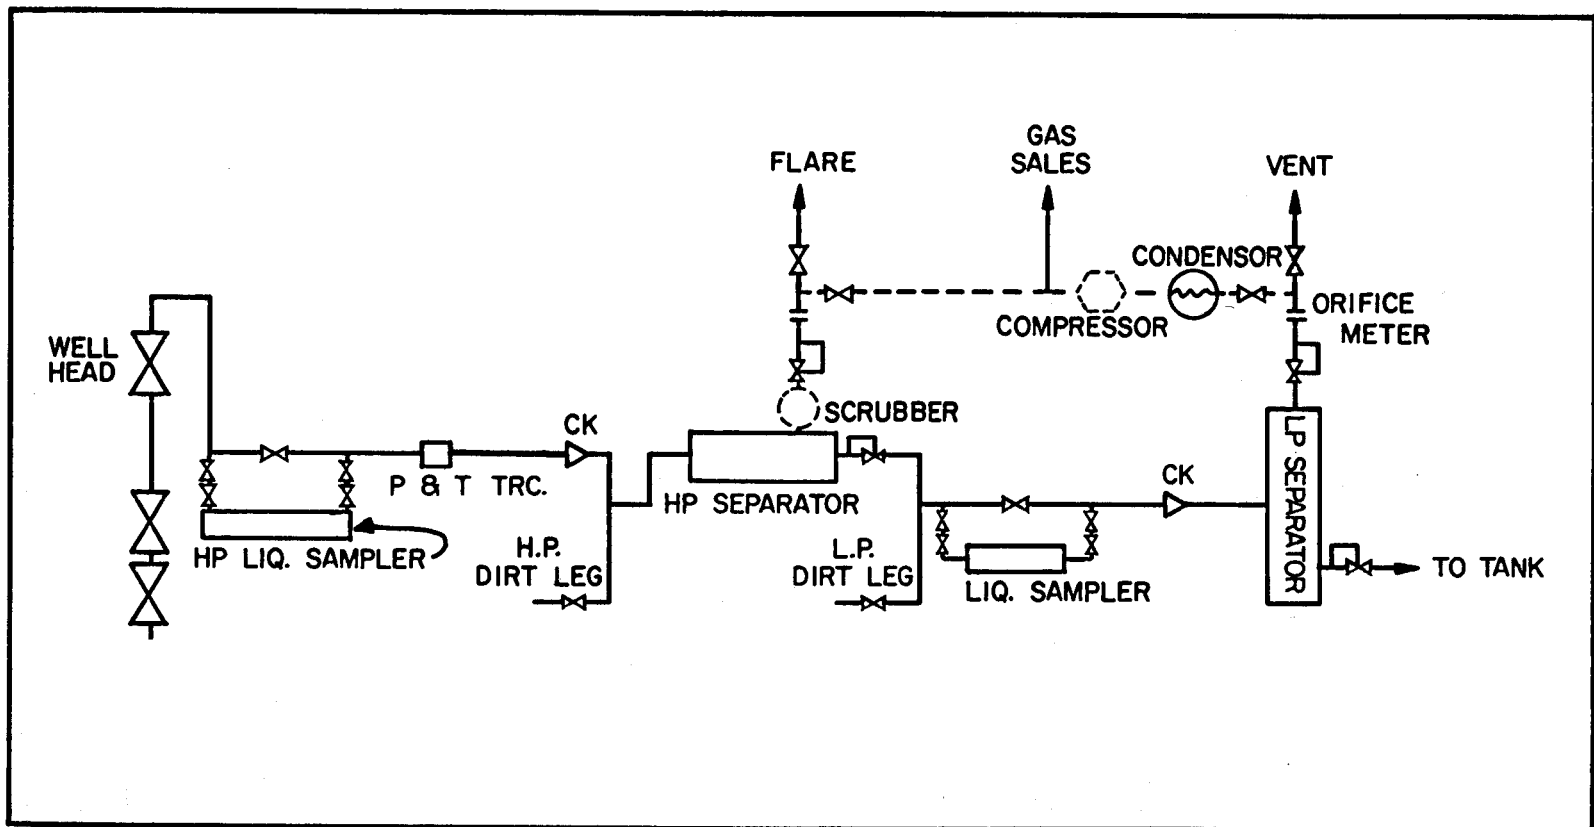 FLARE
GAS
SALES
VENT
CONDENSOR
COMPRESSOR
ORIFICE
METER
WELL
HEAD
SCRUBBER
CK
P & T TRC.
HP SEPARATOR
CK
LP SEPARATOR
HP LIQ. SAMPLER
H.P.
DIRT LEG
L.P.
DIRT LEG
LIQ. SAMPLER
TO TANK